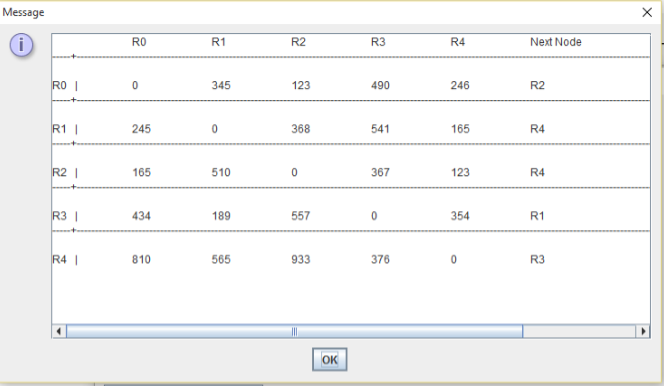 Message
R0 R1 R2 R3 R4 Next Node
-----+-----------------------------------------------------------
R0 | 0 345 123 490 246 R2
-----+-----------------------------------------------------------
R1 | 245 0 368 541 165 R4
-----+-----------------------------------------------------------
R2 | 165 510 0 367 123 R4
-----+-----------------------------------------------------------
R3 | 434 189 557 0 354 R1
-----+-----------------------------------------------------------
R4 | 810 565 933 376 0 R3
OK